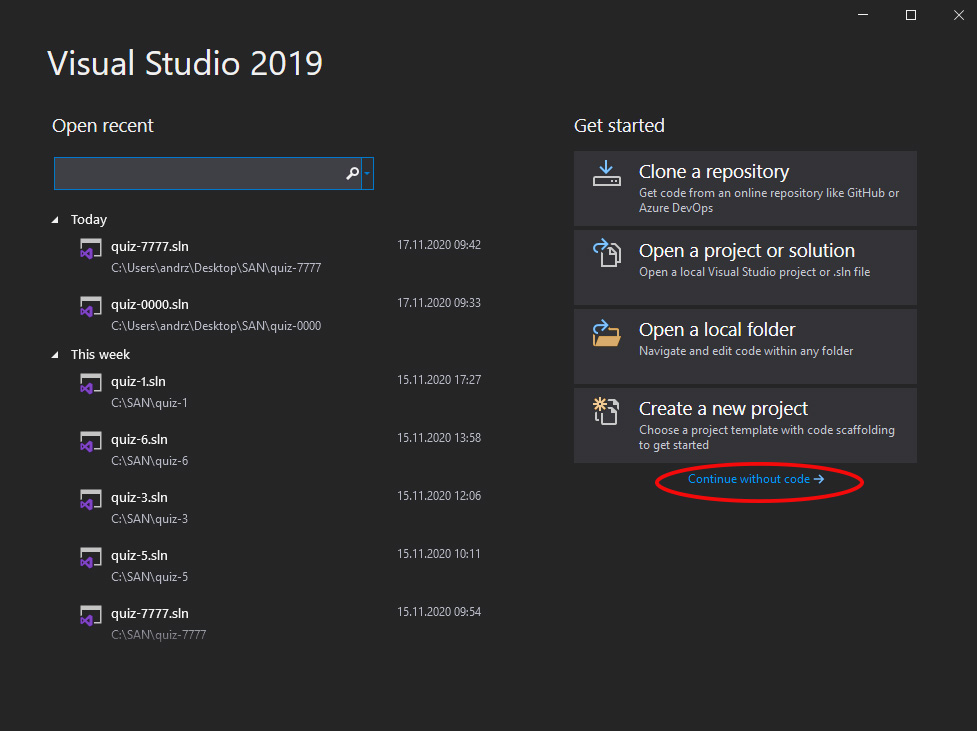 Visual Studio 2019
Open recent
Today
quiz-7777.sln 17.11.2020 09:42
C:\Users\andrz\Desktop\SAN\quiz-7777
quiz-0000.sln 17.11.2020 09:33
C:\Users\andrz\Desktop\SAN\quiz-0000
This week
quiz-1.sln 15.11.2020 17:27
C:\SAN\quiz-1
quiz-6.sln 15.11.2020 13:58
C:\SAN\quiz-6
quiz-3.sln 15.11.2020 12:06
C:\SAN\quiz-3
quiz-5.sln 15.11.2020 10:11
C:\SAN\quiz-5
quiz-7777.sln 15.11.2020 09:54
C:\SAN\quiz-7777
Get started
Clone a repository
Get code from an online repository like GitHub or
Azure DevOps
Open a project or solution
Open a local Visual Studio project or .sln file
Open a local folder
Navigate and edit code within any folder
Create a new project
Choose a project template with code scaffolding
to get started
Continue without code →